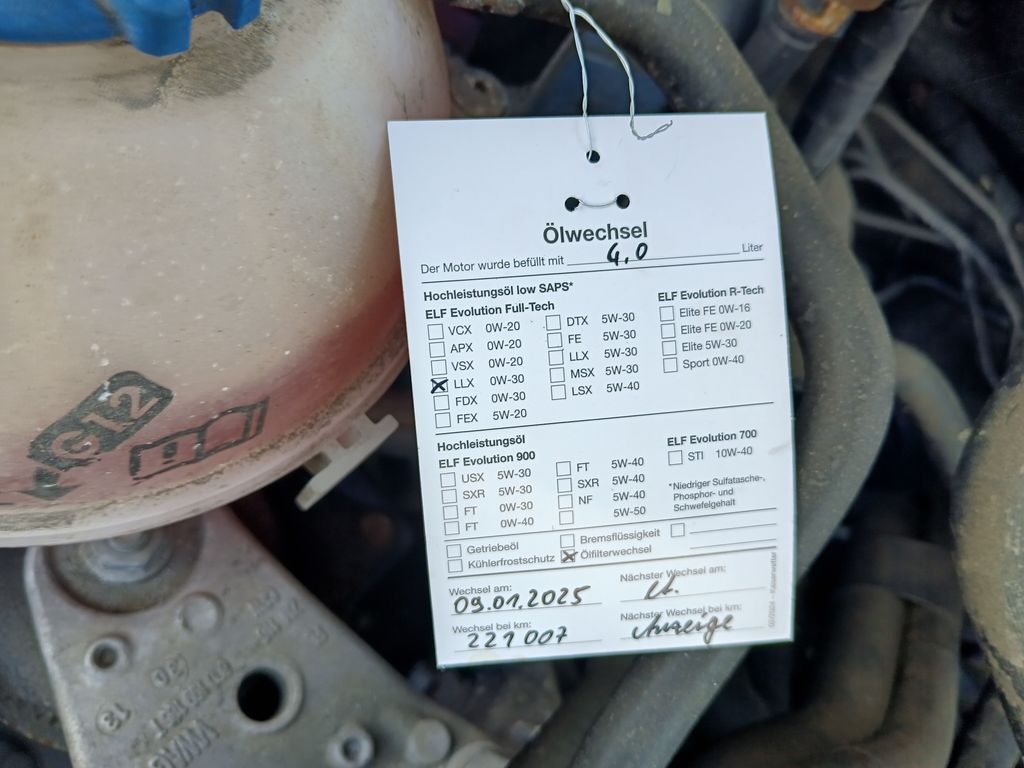 Ölwechsel
Der Motor wurde befüllt mit 4,0 Liter
Hochleistungsöl low SAPS*
ELF Evolution Full-Tech
VCX 0W-20
APX 0W-20
VSX 0W-20
LLX 0W-30
FDX 0W-30
FEX 5W-20
DTX 5W-30
FE 5W-30
LLX 5W-30
MSX 5W-30
LSX 5W-40
ELF Evolution R-Tech
Elite FE 0W-16
Elite FE 0W-20
Elite 5W-30
Sport 0W-40
Hochleistungsöl
ELF Evolution 900
USX 5W-30
SXR 5W-30
FT 0W-30
FT 0W-40
FT 5W-40
SXR 5W-40
NF 5W-40
5W-50
ELF Evolution 700
STI 10W-40
*Niedriger Sulfatasche-,
Phosphor- und
Schwefelgehalt
Getriebeöl
Kühlerfrostschutz
Bremsflüssigkeit
Ölfilterwechsel
Wechsel am:
09.01.2025
Nächster Wechsel am:
Lt.
Wechsel bei km:
221 007
Nächster Wechsel bei km:
Anzeige
G12
13